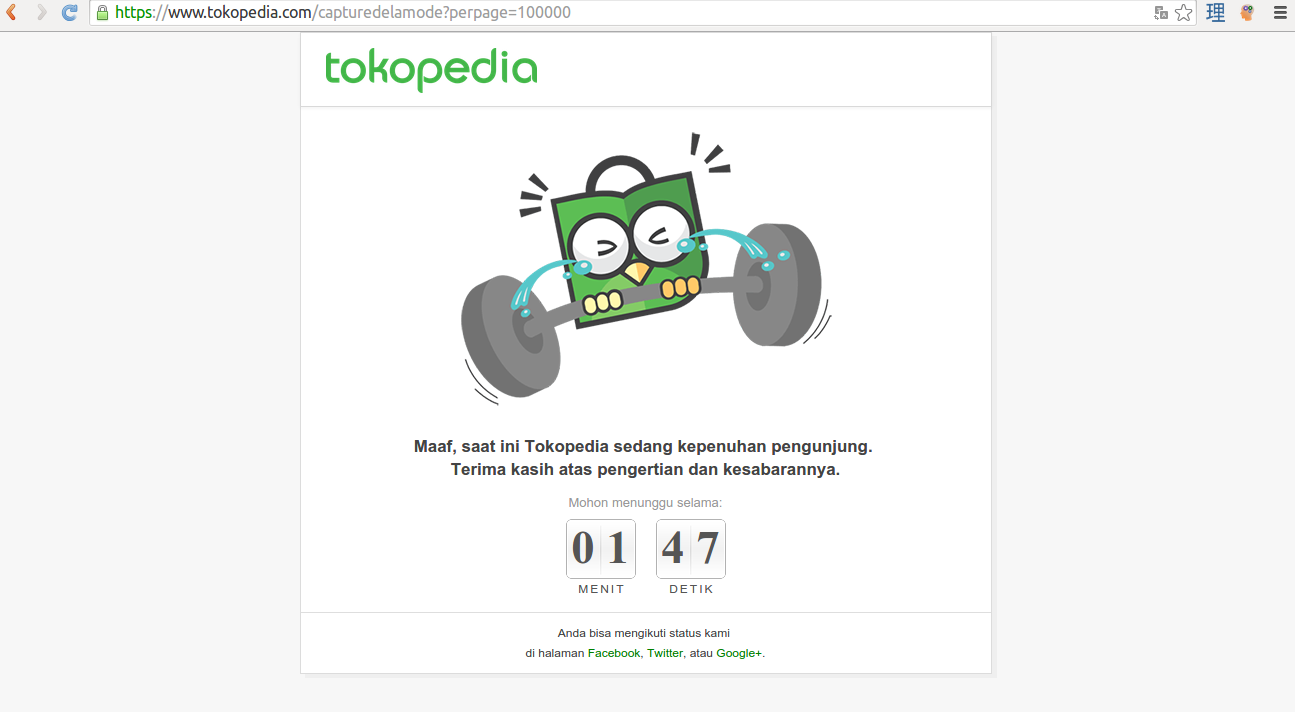 https://www.tokopedia.com/capturedelamode?perpage=100000
理
tokopedia
Maaf, saat ini Tokopedia sedang kepenuhan pengunjung.
Terima kasih atas pengertian dan kesabarannya.
Mohon menunggu selama:
01 47
MENIT DETIK
Anda bisa mengikuti status kami
di halaman Facebook, Twitter, atau Google+.